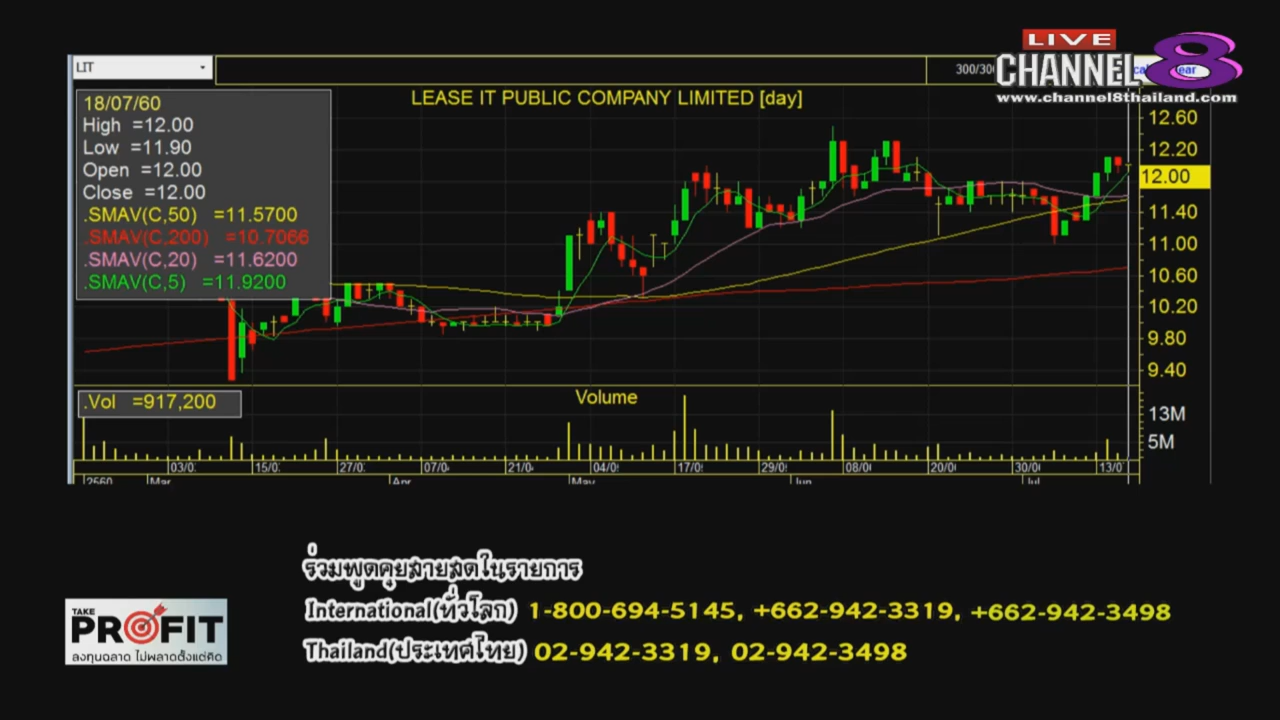 LIVE
CHANNEL 8
www.channel8thailand.com
LIT
300/300
18/07/60
High =12.00
Low =11.90
Open =12.00
Close =12.00
.SMAV(C,50) =11.5700
.SMAV(C,200) =10.7066
.SMAV(C,20) =11.6200
.SMAV(C,5) =11.9200
LEASE IT PUBLIC COMPANY LIMITED [day]
12.60
12.20
12.00
11.40
11.00
10.60
10.20
9.80
9.40
.Vol =917,200
Volume
13M
5M
03/0 15/0 27/0 07/0 21/0 04/0 17/0 29/0 08/0 20/0 30/0 13/0
2560 Mar Apr May Jun Jul
ร่วมพูดคุยสายสดในรายการ
International(ทั่วโลก) 1-800-694-5145, +662-942-3319, +662-942-3498
Thailand(ประเทศไทย) 02-942-3319, 02-942-3498
TAKE
PROFIT
ลงทุนฉลาด ไม่พลาดตั้งแต่คิด